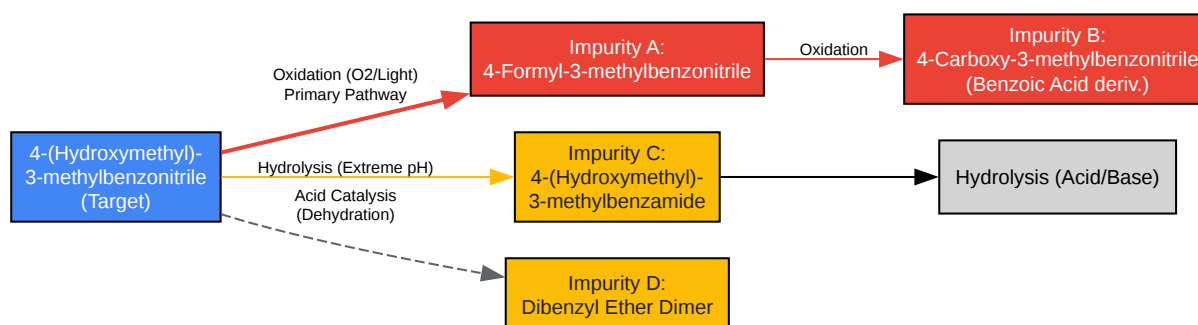 Impurity A:
4-Formyl-3-methylbenzonitrile
Oxidation
Impurity B:
4-Carboxy-3-methylbenzonitrile
(Benzoic Acid deriv.)
Oxidation (O2/Light)
Primary Pathway
4-(Hydroxymethyl)-
3-methylbenzonitrile
(Target)
Hydrolysis (Extreme pH)
Impurity C:
4-(Hydroxymethyl)-
3-methylbenzamide
Hydrolysis (Acid/Base)
Acid Catalysis
(Dehydration)
Impurity D:
Dibenzyl Ether Dimer